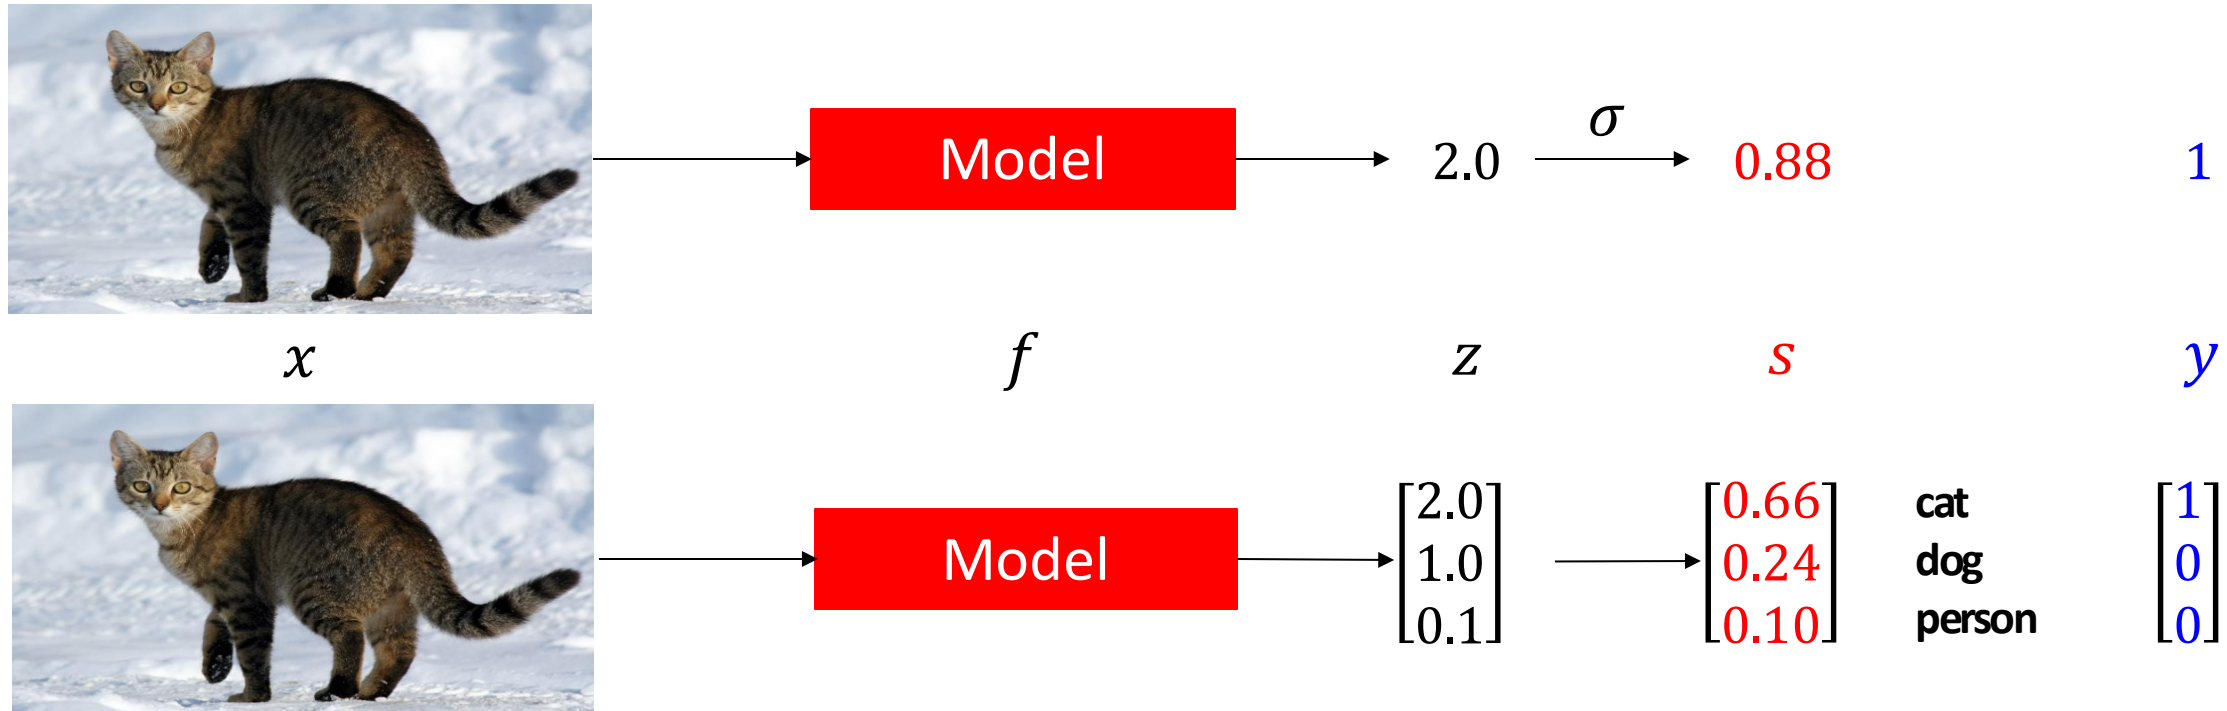 Model 2.0 σ 0.88 1
x f z s y
2.0 0.66 cat 1
Model 1.0 0.24 dog 0
0.1 0.10 person 0